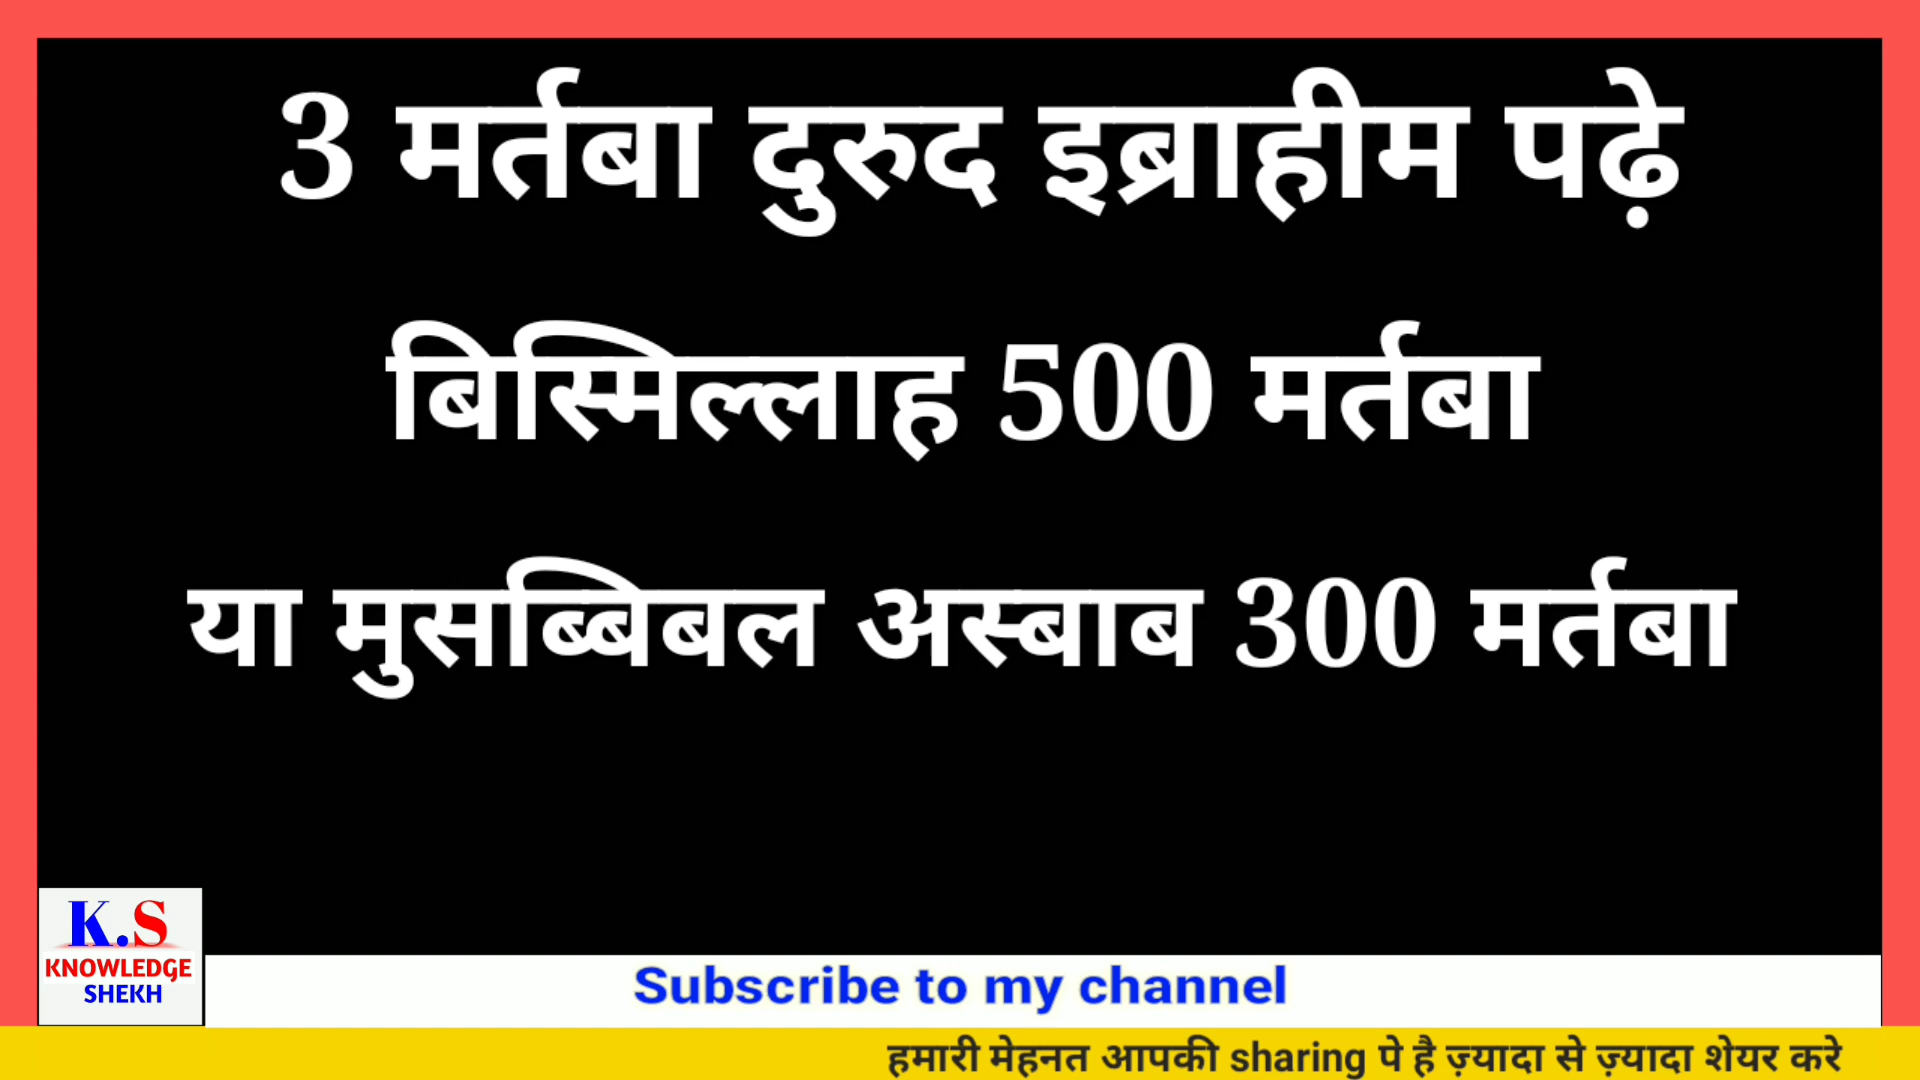 3 मर्तबा दुरुद इब्राहीम पढ़े
बिस्मिल्लाह 500 मर्तबा
या मुसब्बिबल अस्बाब 300 मर्तबा
K.S
KNOWLEDGE
SHEKH
Subscribe to my channel
हमारी मेहनत आपकी sharing पे है ज़्यादा से ज़्यादा शेयर करे